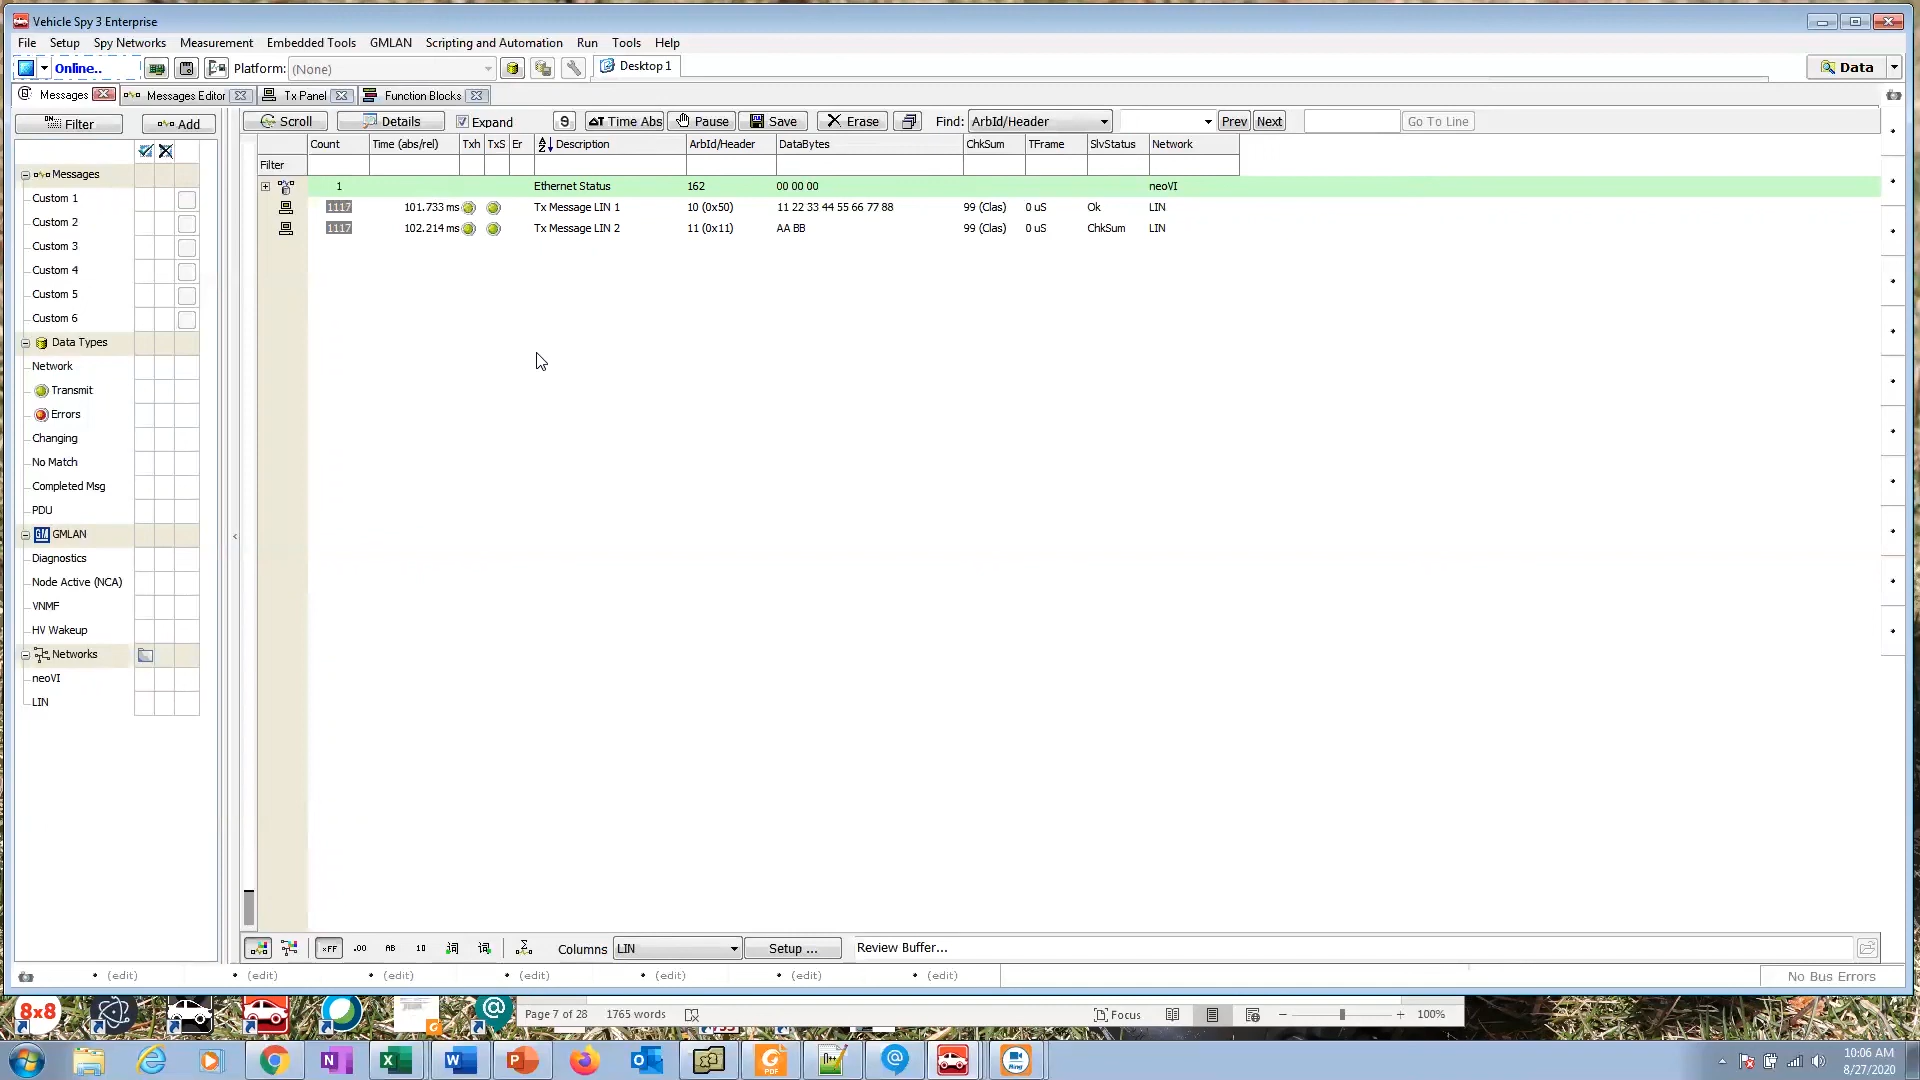 Vehicle Spy 3 Enterprise
File Setup Spy Networks Measurement Embedded Tools GMLAN Scripting and Automation Run Tools Help
Online.. Platform: (None) Desktop 1 Data
Messages Messages Editor Tx Panel Function Blocks
Filter Add Scroll Details Expand 9 ΔT Time Abs Pause Save Erase Find: ArbId/Header Prev Next Go To Line
Count Time (abs/rel) Txh TxS Er Description ArbId/Header DataBytes ChkSum TFrame SlvStatus Network
Filter
1 Ethernet Status 162 00 00 00 neoVI
1117 101.733 ms Tx Message LIN 1 10 (0x50) 11 22 33 44 55 66 77 88 99 (Clas) 0 uS Ok LIN
1117 102.214 ms Tx Message LIN 2 11 (0x11) AA BB 99 (Clas) 0 uS ChkSum LIN
Messages
Custom 1
Custom 2
Custom 3
Custom 4
Custom 5
Custom 6
Data Types
Network
Transmit
Errors
Changing
No Match
Completed Msg
PDU
GM GMLAN
Diagnostics
Node Active (NCA)
VNMF
HV Wakeup
Networks
neoVI
LIN
xFF .00 AB 10 Columns LIN Setup ... Review Buffer...
(edit) (edit) (edit) (edit) (edit) (edit) (edit) No Bus Errors
8x8 Page 7 of 28 1765 words Focus 100%
10:06 AM
8/27/2020